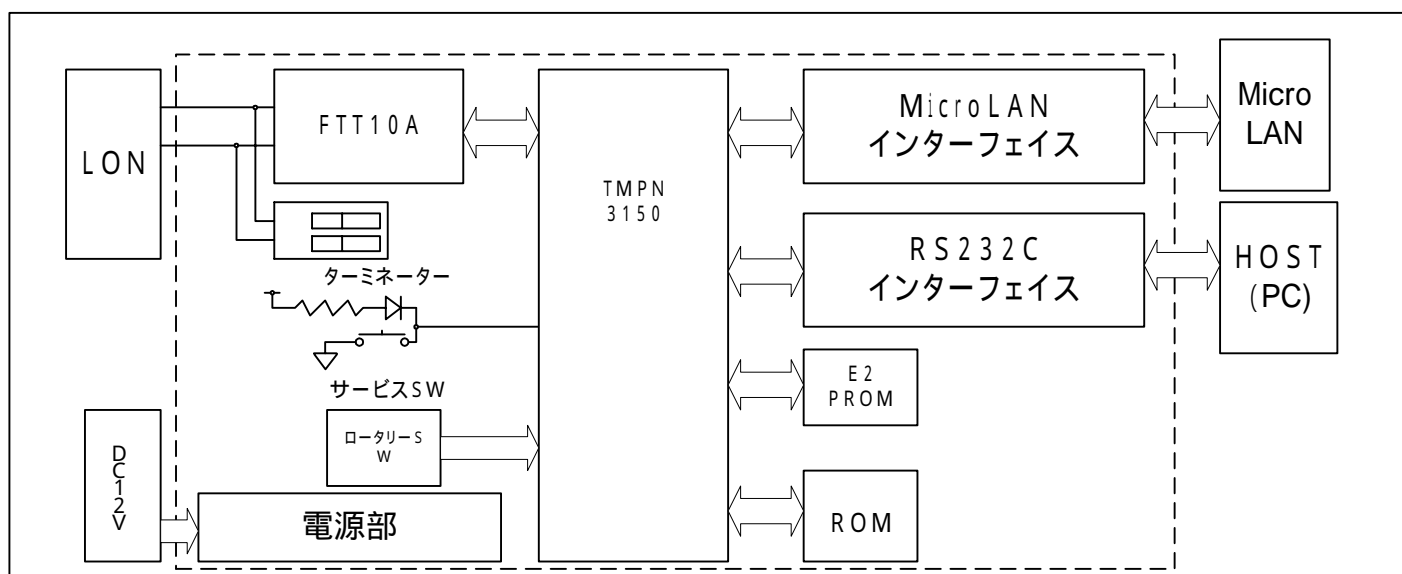 LON
FTT10A
ターミネーター
サービスSW
ロータリーS
W
DC12V
電源部
TMPN
3150
MicroLAN
インターフェイス
RS232C
インターフェイス
E2
PROM
ROM
Micro
LAN
HOST
(PC)